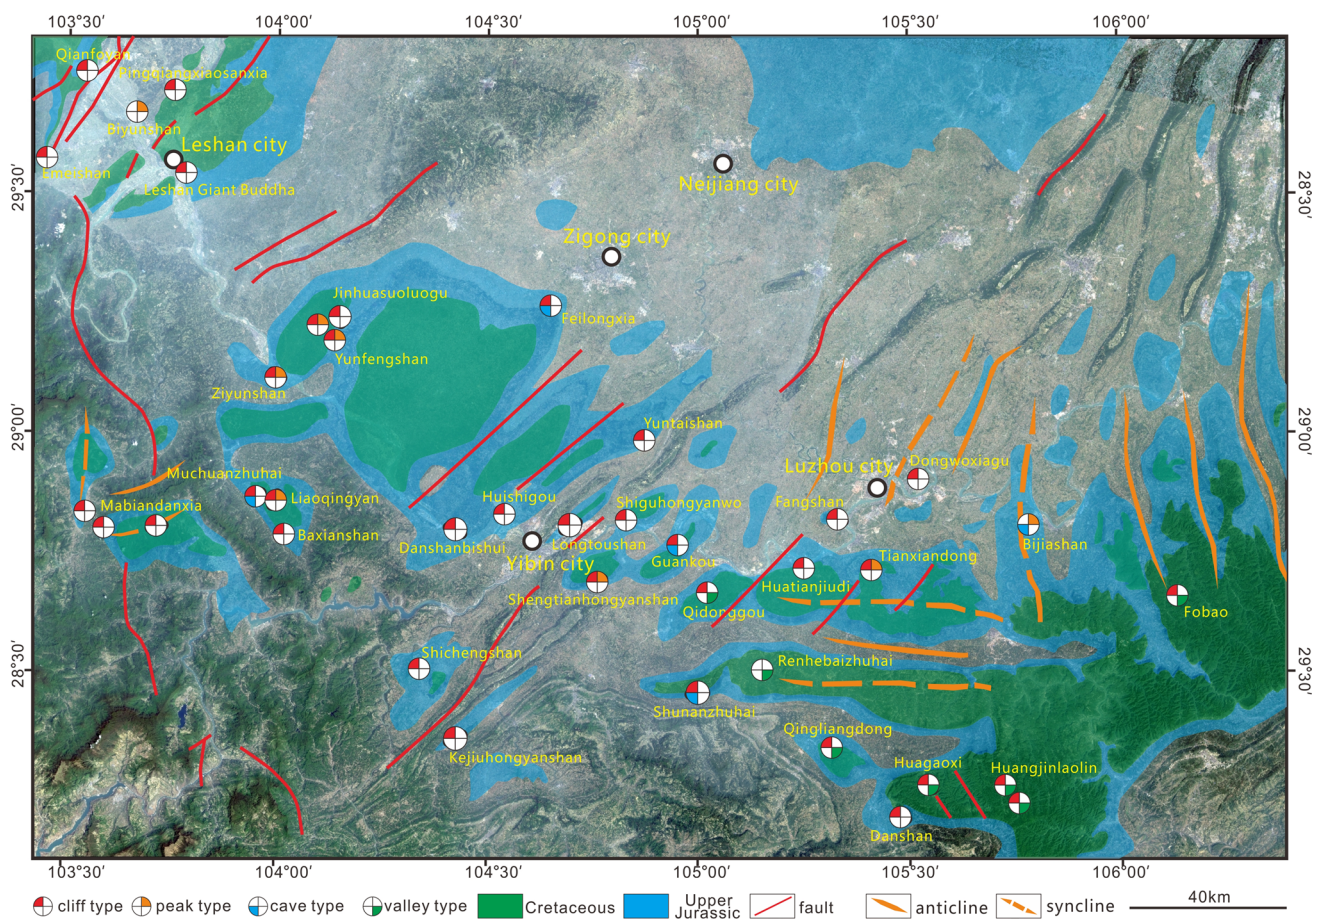 103°30′ 104°00′ 104°30′ 105°00′ 105°30′ 106°00′
Qianfoyan
Pingqiangxiaosanxia
Biyunshan
Leshan city
Emeishan
Leshan Giant Buddha
Neijiang city
29°30′
28°30′
Zigong city
Jinhuasuoluogu
Feilongxia
Yunfengshan
Ziyunshan
Yuntaishan
29°00′
29°00′
Luzhou city
Dongwoxiagu
Muchuanzhuhai
Liaoqingyan
Huishigou
Shiguhongyanwo
Fangshan
Mabiandanxia
Baxianshan
Danshanbishui
Longtoushan
Bijiashan
Yibin city
Guankou
Tianxiandong
Huatianjiudi
Shengtianhongyanshan
Qidonggou
Fobao
Shichengshan
Renhebaizhuhai
28°30′
29°30′
Shunanzhuhai
Qingliangdong
Kejiuhongyanshan
Huagaoxi
Huangjinlaolin
Danshan
103°30′ 104°00′ 104°30′ 105°00′ 105°30′ 106°00′
cliff type peak type cave type valley type Cretaceous Upper Jurassic fault anticline syncline 40km